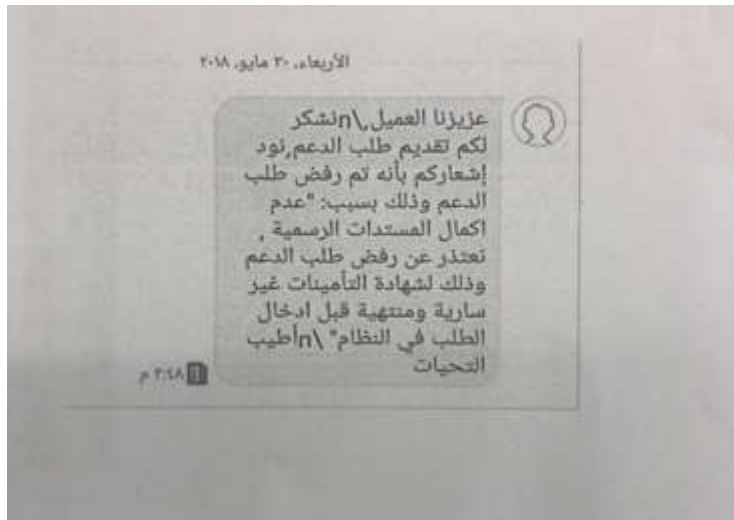 الأربعاء، ٣٠ مايو، ٢٠١٨
عزيزنا العميل,\nنشكر
لكم تقديم طلب الدعم,نود
إشعاركم بأنه تم رفض طلب
الدعم وذلك بسبب: "عدم
اكمال المستدات الرسمية ,
نعتذر عن رفض طلب الدعم
وذلك لشهادة التأمينات غير
سارية ومنتهية قبل ادخال
الطلب في النظام" \nأطيب
التحيات
٣:٤٨ م